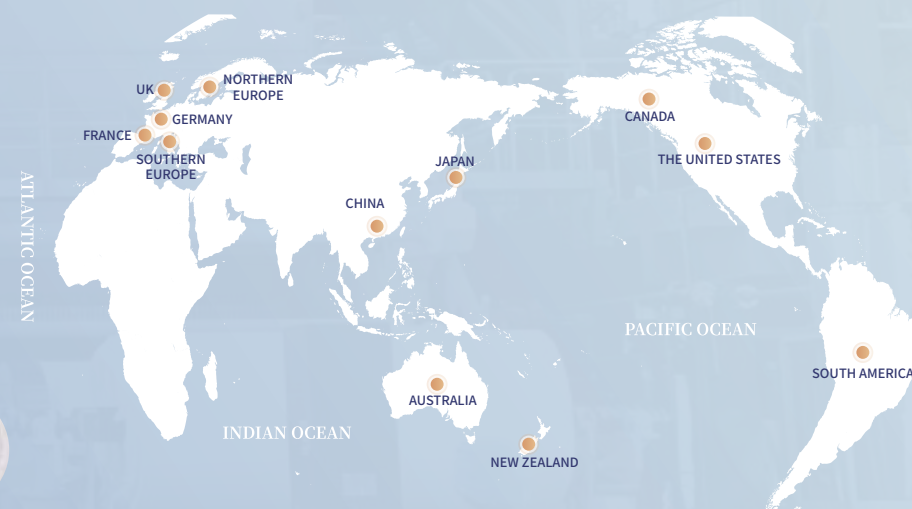 UK
NORTHERN
EUROPE
GERMANY
FRANCE
SOUTHERN
EUROPE
JAPAN
CHINA
CANADA
THE UNITED STATES
ATLANTIC OCEAN
PACIFIC OCEAN
SOUTH AMERICA
AUSTRALIA
INDIAN OCEAN
NEW ZEALAND